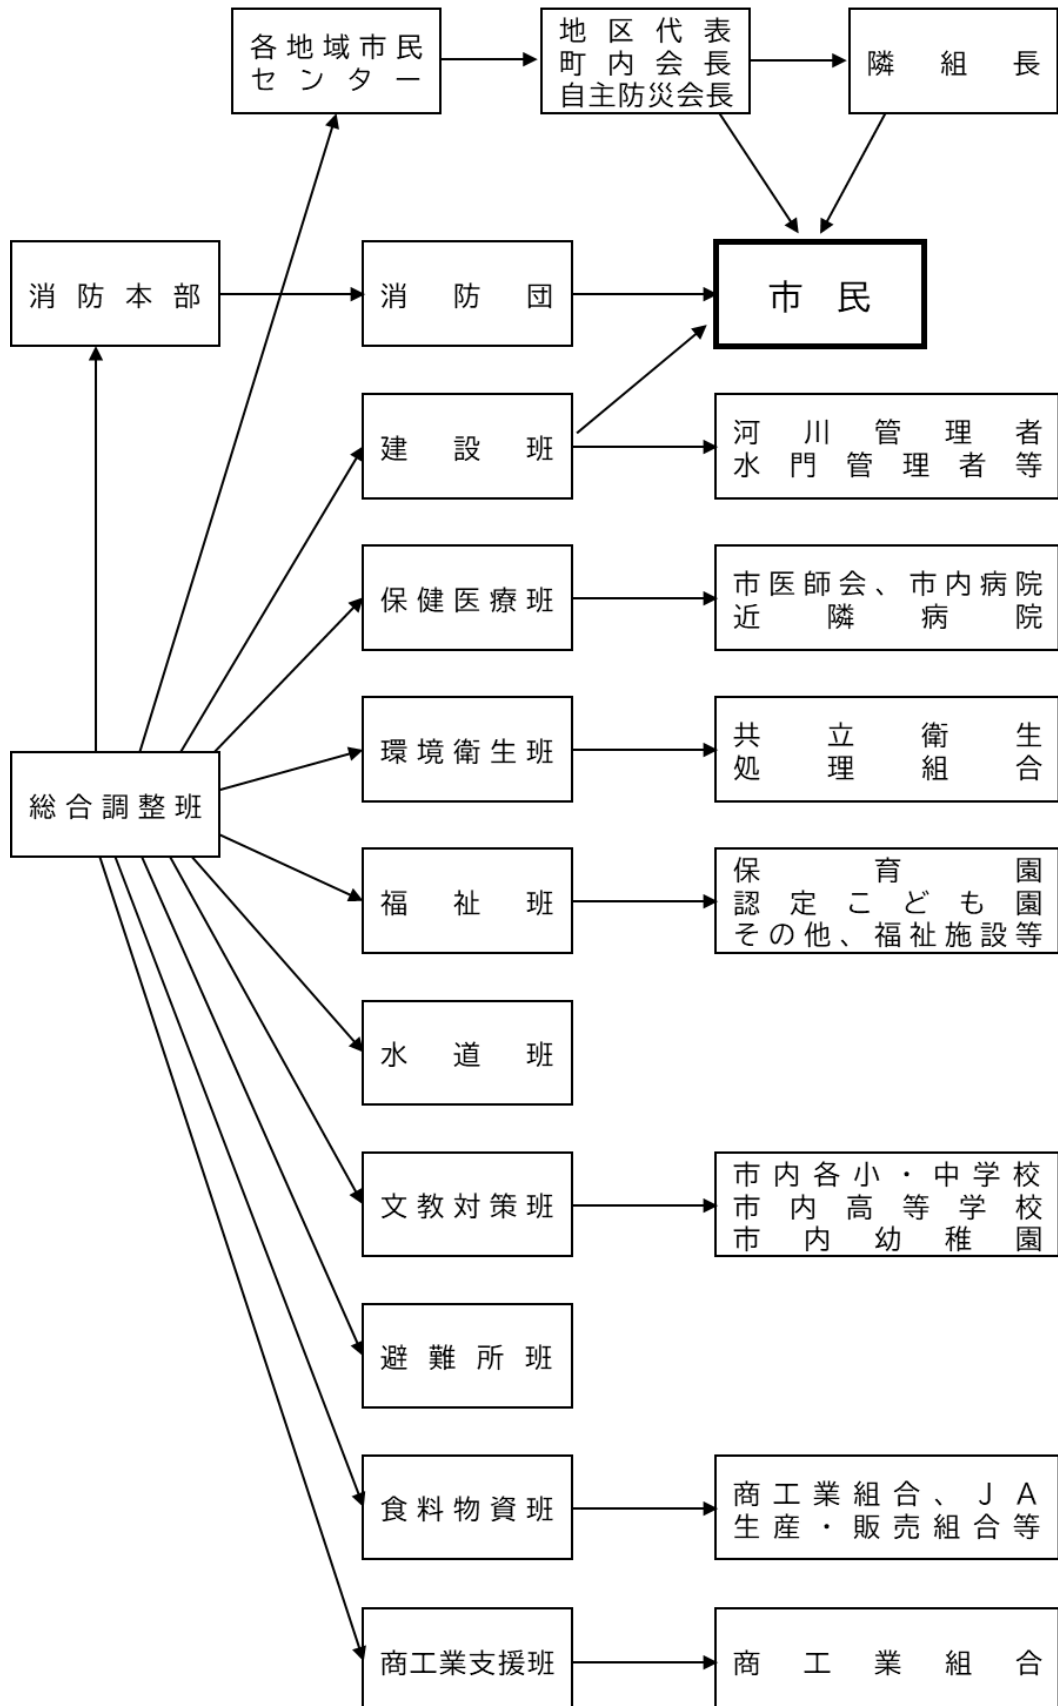 各地域市民
センター
地区代表
町内会長
自主防災会長
隣組長
消防本部
消防団
市民
建設班
河川管理者
水門管理者等
保健医療班
市医師会、市内病院
近隣病院
環境衛生班
共立衛生
処理組合
総合調整班
福祉班
保育園
認定こども園
その他、福祉施設等
水道班
文教対策班
市内各小・中学校
市内高等学校
市内幼稚園
避難所班
食料物資班
商工業組合、ＪＡ
生産・販売組合等
商工業支援班
商工業組合